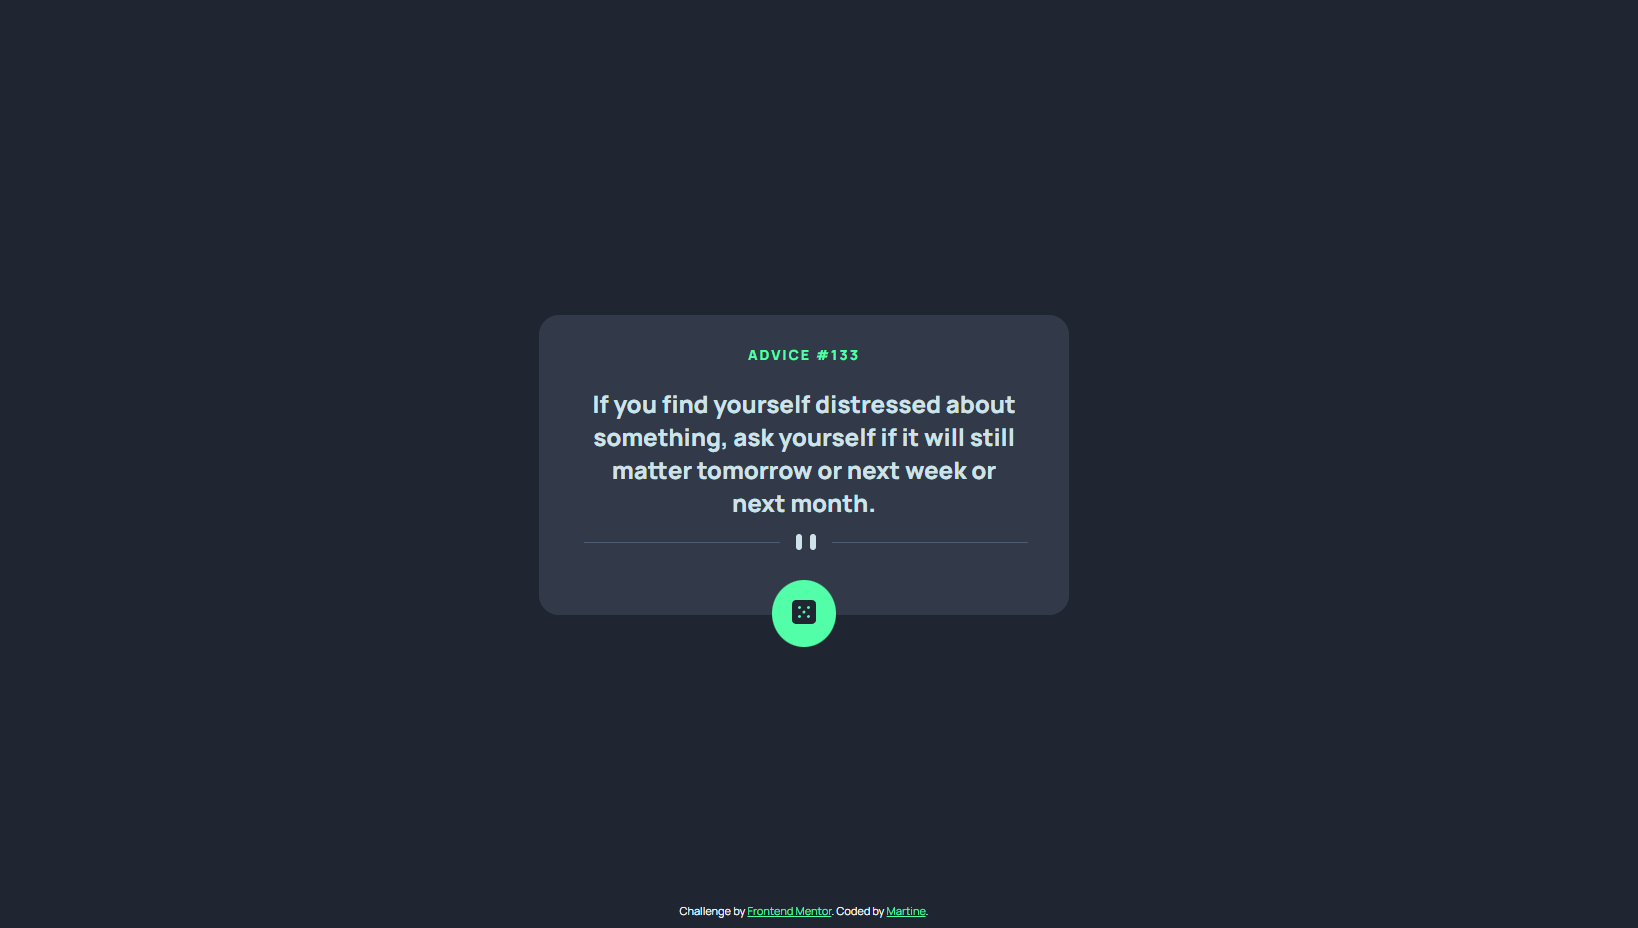 ADVICE #133
If you find yourself distressed about
something, ask yourself if it will still
matter tomorrow or next week or
next month.
Challenge by Frontend Mentor. Coded by Martine.